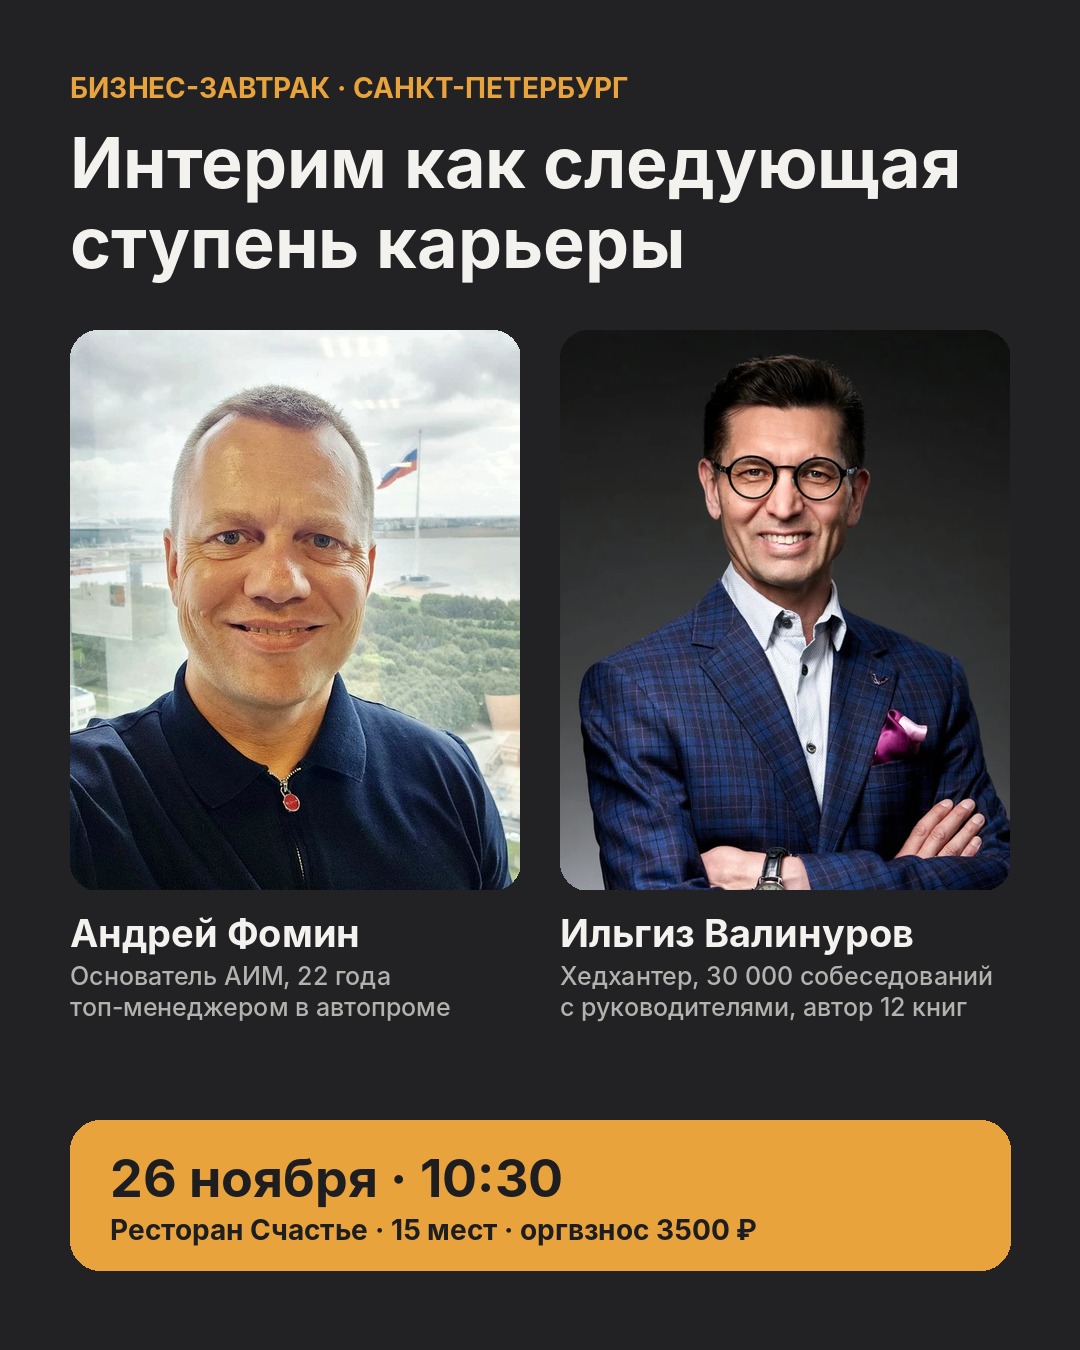 БИЗНЕС-ЗАВТРАК · САНКТ-ПЕТЕРБУРГ
Интерим как следующая
ступень карьеры
Андрей Фомин
Основатель АИМ, 22 года
топ-менеджером в автопроме
Ильгиз Валинуров
Хедхантер, 30 000 собеседований
с руководителями, автор 12 книг
26 ноября · 10:30
Ресторан Счастье · 15 мест · оргвзнос 3500 ₽